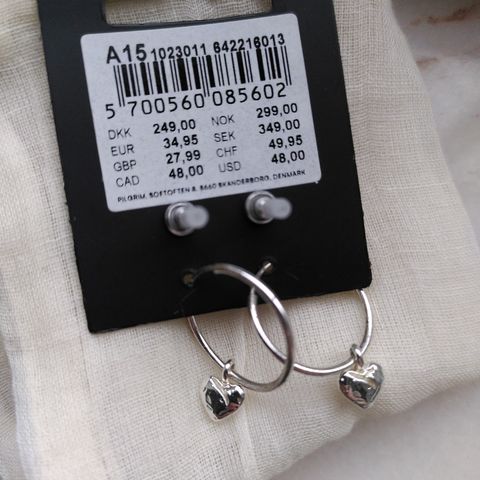 A15 1023011 642216013
5 700560 085602
DKK 249,00 NOK 299,00
EUR 34,95 SEK 349,00
GBP 27,99 CHF 49,95
CAD 48,00 USD 48,00
PILGRIM, SOFTOFTEN 8, 8660 SKANDERBORG, DENMARK